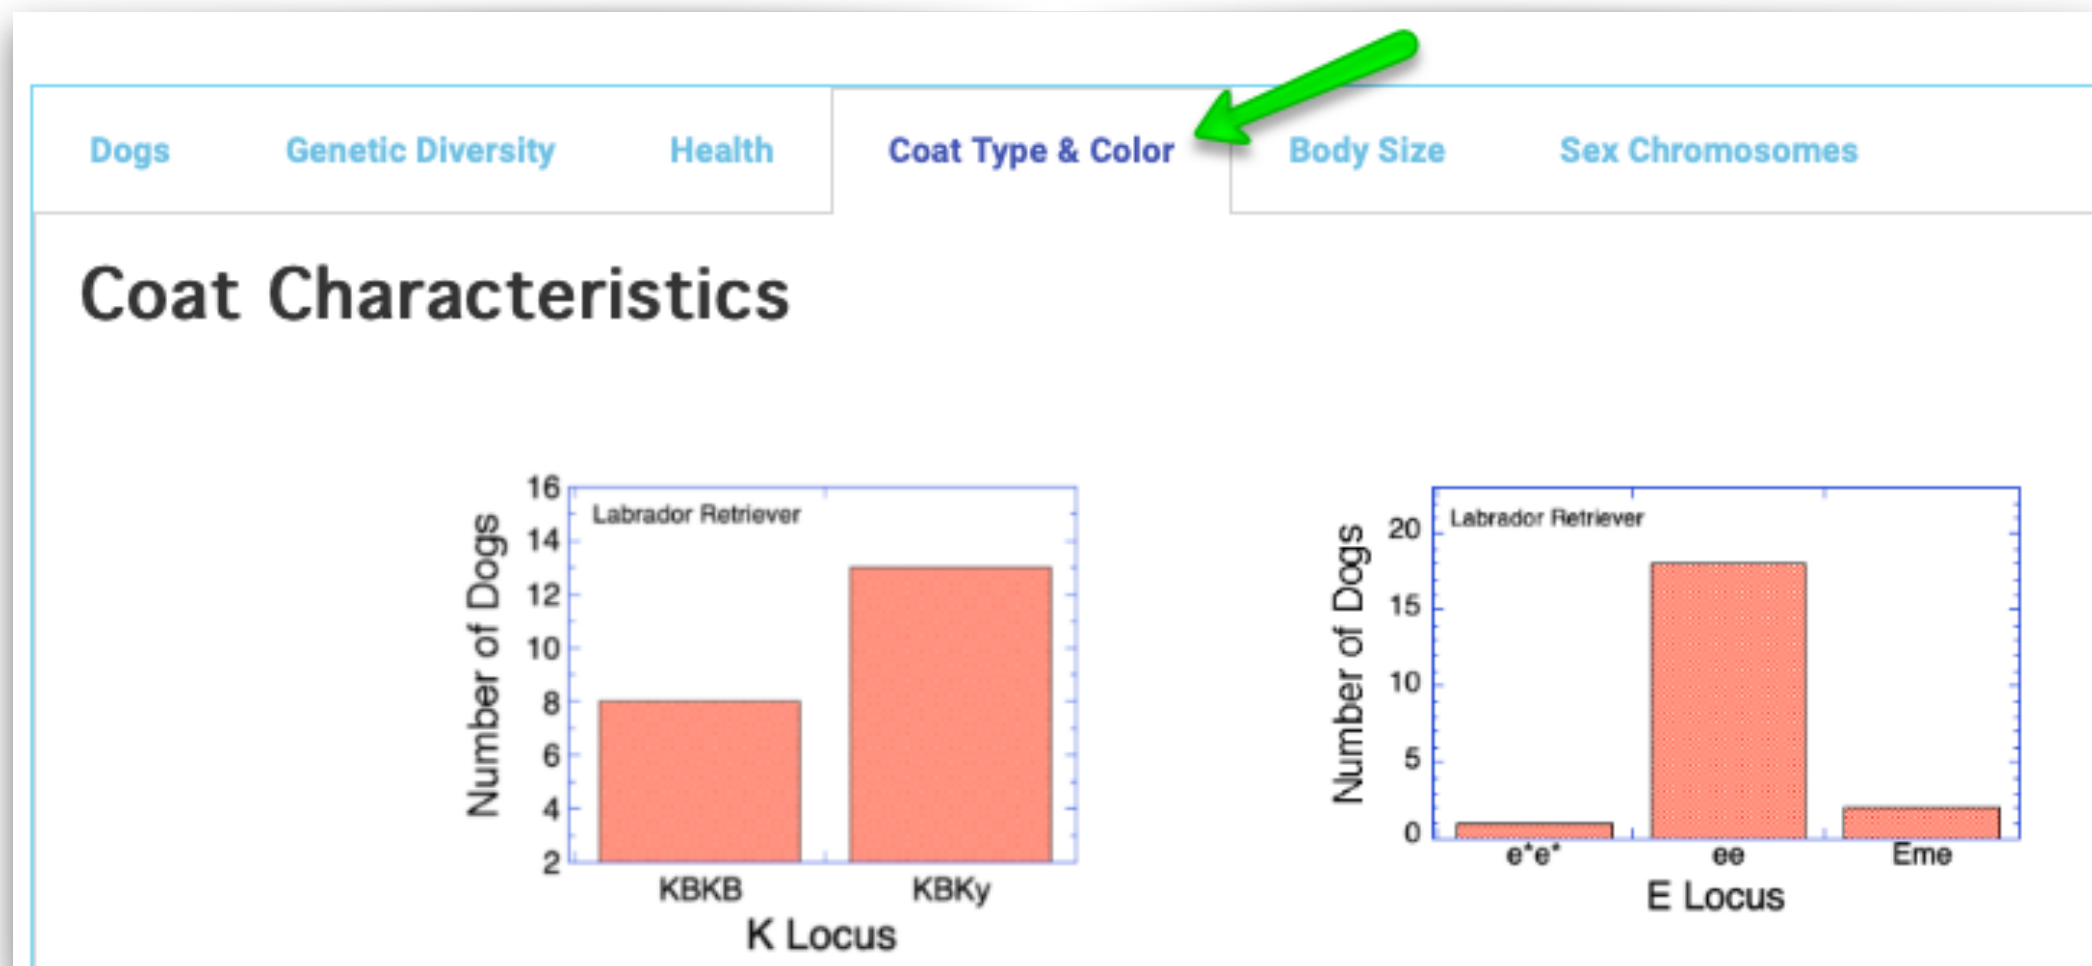 Dogs Genetic Diversity Health Coat Type & Color Body Size Sex Chromosomes
Coat Characteristics
Number of Dogs
16
14
12
10
8
6
4
2
Labrador Retriever
KBKB KBKy
K Locus
Number of Dogs
20
15
10
5
0
Labrador Retriever
e*e* ee Eme
E Locus